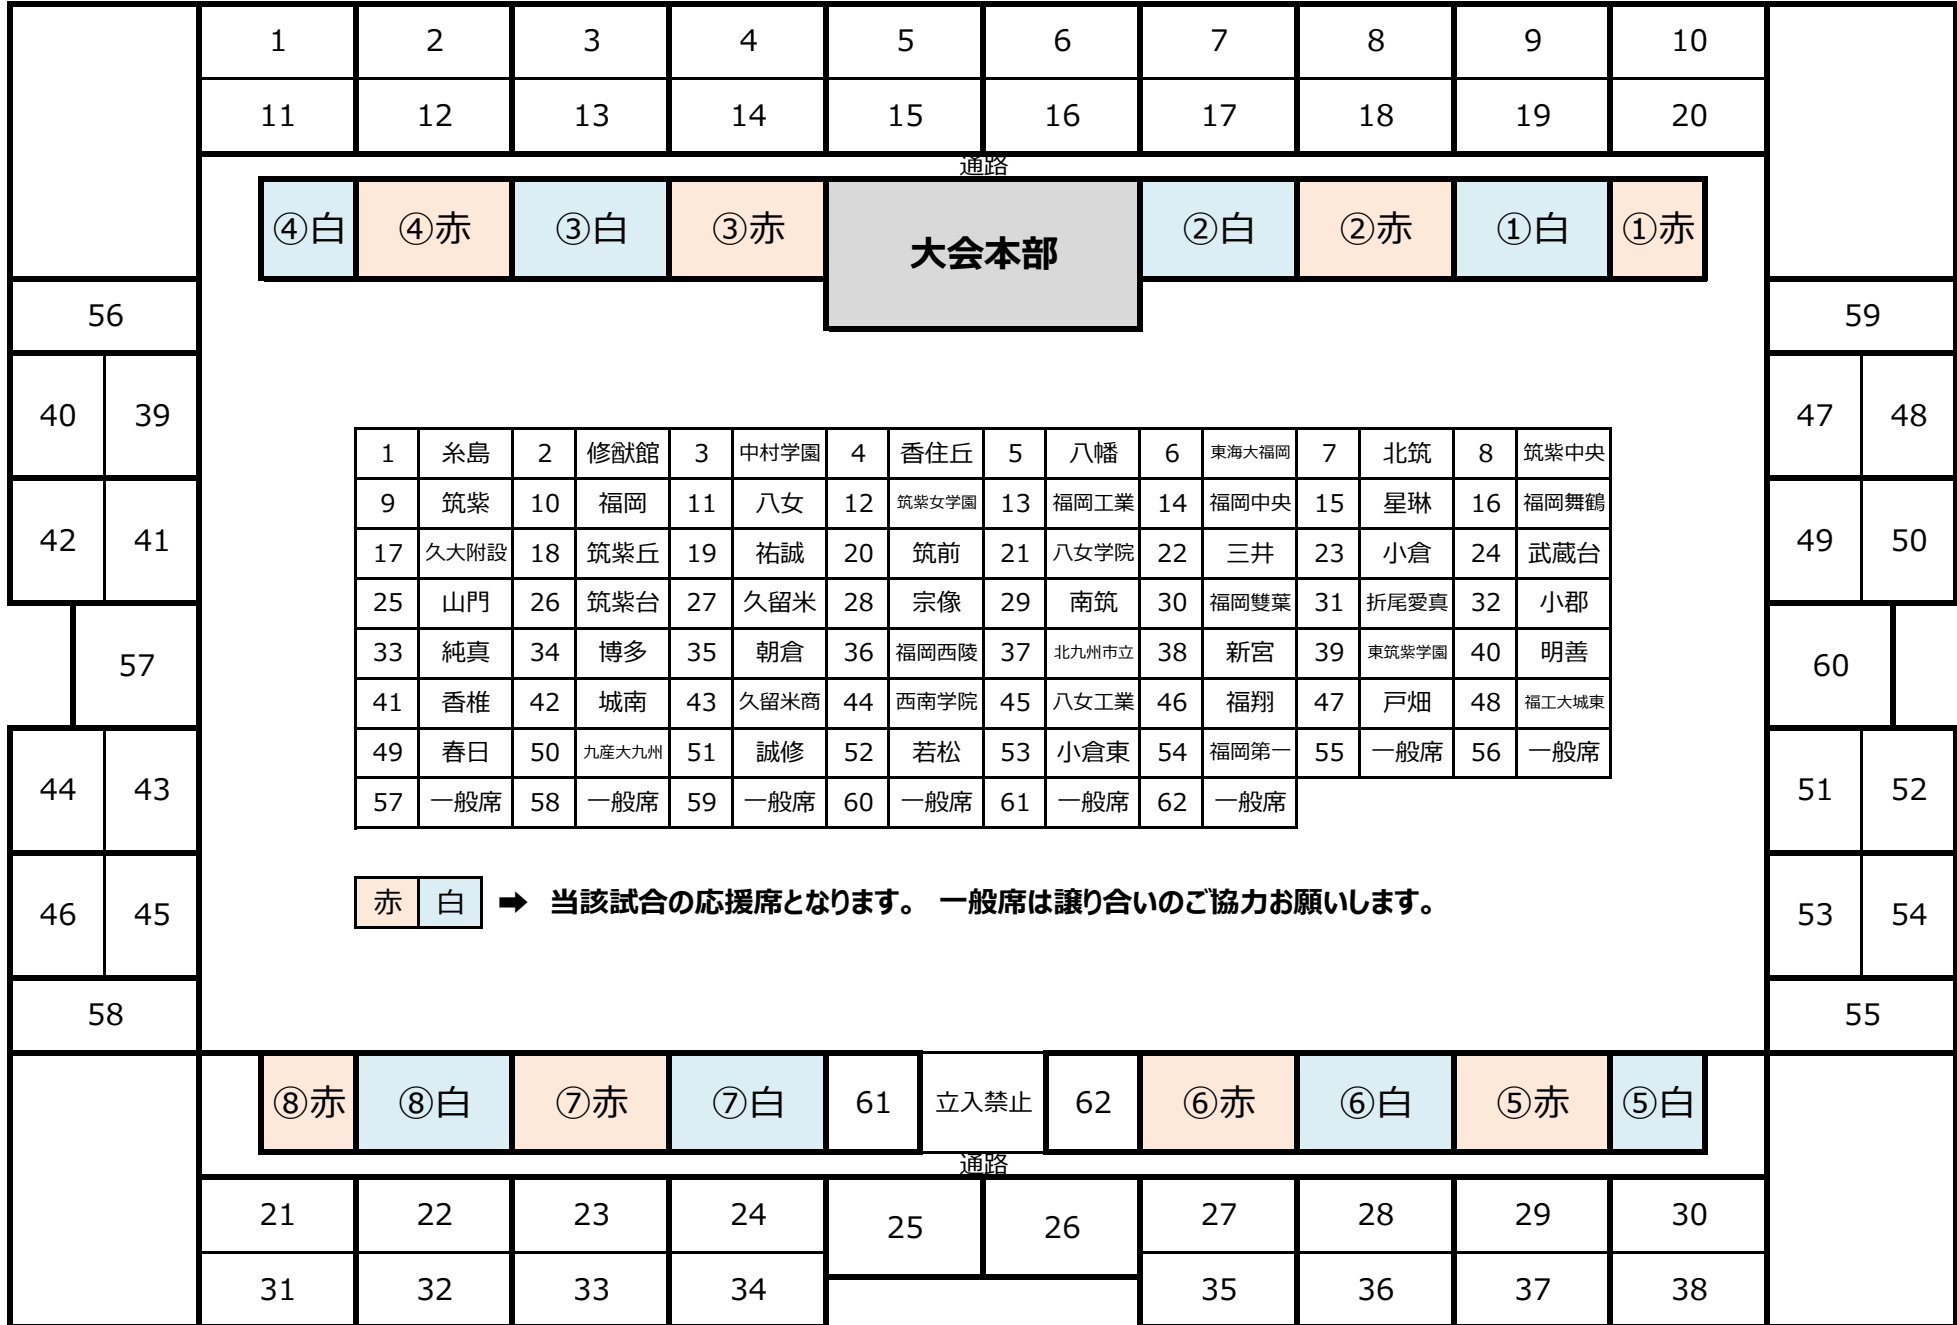 1 2 3 4 5 6 7 8 9 10
11 12 13 14 15 16 17 18 19 20
通路
④白 ④赤 ③白 ③赤 大会本部 ②白 ②赤 ①白 ①赤
56 59
40 39 47 48
1 糸島 2 修猷館 3 中村学園 4 香住丘 5 八幡 6 東海大福岡 7 北筑 8 筑紫中央
9 筑紫 10 福岡 11 八女 12 筑紫女学園 13 福岡工業 14 福岡中央 15 星琳 16 福岡舞鶴
42 41 49 50
17 久大附設 18 筑紫丘 19 祐誠 20 筑前 21 八女学院 22 三井 23 小倉 24 武蔵台
25 山門 26 筑紫台 27 久留米 28 宗像 29 南筑 30 福岡雙葉 31 折尾愛真 32 小郡
57 60
33 純真 34 博多 35 朝倉 36 福岡西陵 37 北九州市立 38 新宮 39 東筑紫学園 40 明善
41 香椎 42 城南 43 久留米商 44 西南学院 45 八女工業 46 福翔 47 戸畑 48 福工大城東
49 春日 50 九産大九州 51 誠修 52 若松 53 小倉東 54 福岡第一 55 一般席 56 一般席
44 43 51 52
57 一般席 58 一般席 59 一般席 60 一般席 61 一般席 62 一般席
46 45 53 54
赤 白 ➡ 当該試合の応援席となります。 一般席は譲り合いのご協力お願いします。
58 55
⑧赤 ⑧白 ⑦赤 ⑦白 61 立入禁止 62 ⑥赤 ⑥白 ⑤赤 ⑤白
通路
21 22 23 24 25 26 27 28 29 30
31 32 33 34 35 36 37 38